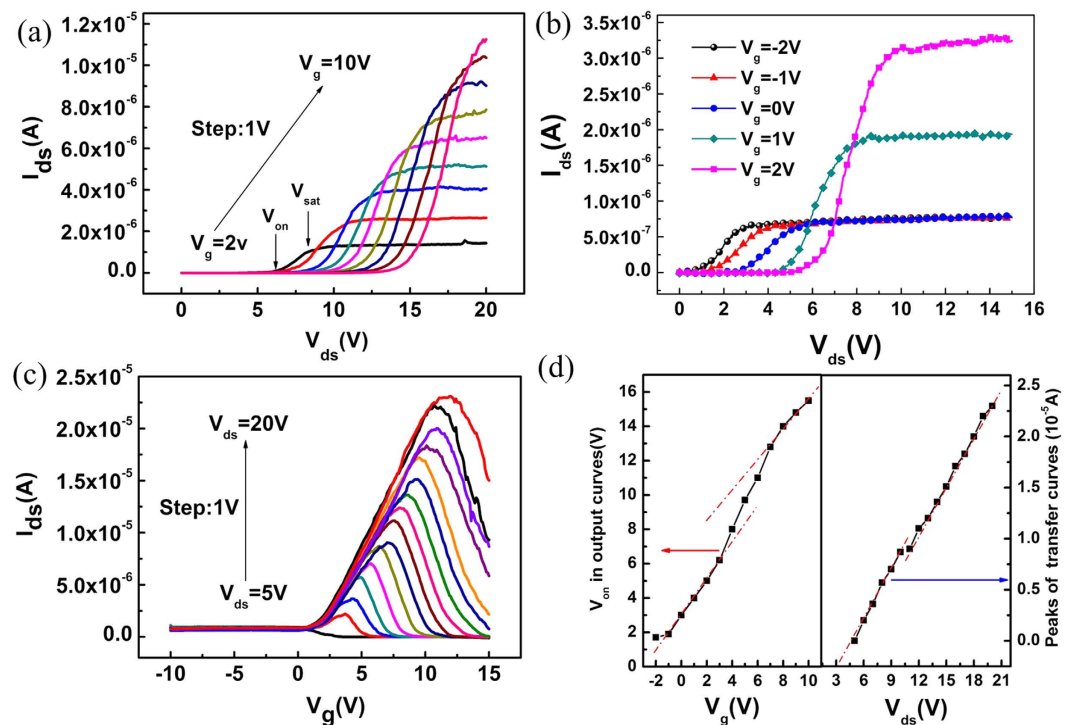 (a)
1.2x10⁻⁵
1.0x10⁻⁵
8.0x10⁻⁶
6.0x10⁻⁶
4.0x10⁻⁶
2.0x10⁻⁶
0.0
I_ds(A)
V_g=10V
Step:1V
V_sat
V_on
V_g=2v
0 5 10 15 20
V_ds(V)
(b)
3.5x10⁻⁶
3.0x10⁻⁶
2.5x10⁻⁶
2.0x10⁻⁶
1.5x10⁻⁶
1.0x10⁻⁶
5.0x10⁻⁷
0.0
I_ds(A)
V_g=-2V
V_g=-1V
V_g=0V
V_g=1V
V_g=2V
0 2 4 6 8 10 12 14 16
V_ds(V)
(c)
2.5x10⁻⁵
2.0x10⁻⁵
1.5x10⁻⁵
1.0x10⁻⁵
5.0x10⁻⁶
0.0
I_ds(A)
V_ds=20V
Step:1V
V_ds=5V
-10 -5 0 5 10 15
V_g(V)
(d)
16
14
12
10
8
6
4
2
0
V_on in output curves(V)
-2 0 2 4 6 8 10
V_g(V)
3 6 9 12 15 18 21
V_ds(V)
2.5
2.0
1.5
1.0
0.5
0.0
Peaks of transfer curves (10⁻⁵A)